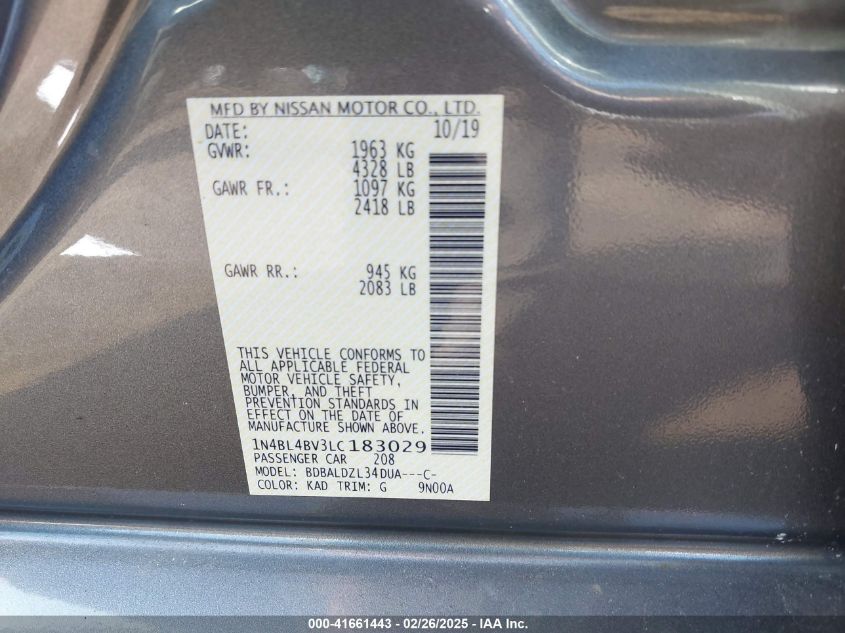 MFD BY NISSAN MOTOR CO., LTD.
DATE: 10/19
GVWR: 1963 KG
4328 LB
GAWR FR.: 1097 KG
2418 LB
GAWR RR.: 945 KG
2083 LB
THIS VEHICLE CONFORMS TO
ALL APPLICABLE FEDERAL
MOTOR VEHICLE SAFETY,
BUMPER, AND THEFT
PREVENTION STANDARDS IN
EFFECT ON THE DATE OF
MANUFACTURE SHOWN ABOVE.
1N4BL4BV3LC183029
PASSENGER CAR 208
MODEL: BDBALDZL34DUA---C-
COLOR: KAD TRIM: G 9N00A
000-41661443 - 02/26/2025 - IAA Inc.